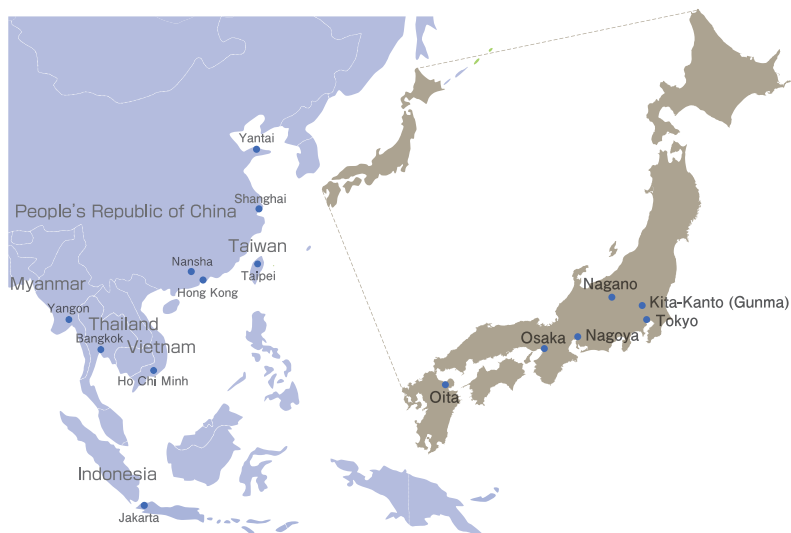 Yantai
Shanghai
People's Republic of China
Taiwan
Nansha
Taipei
Hong Kong
Myanmar
Yangon
Thailand
Bangkok
Vietnam
Ho Chi Minh
Indonesia
Jakarta
Nagano
Kita-Kanto (Gunma)
Tokyo
Osaka
Nagoya
Oita